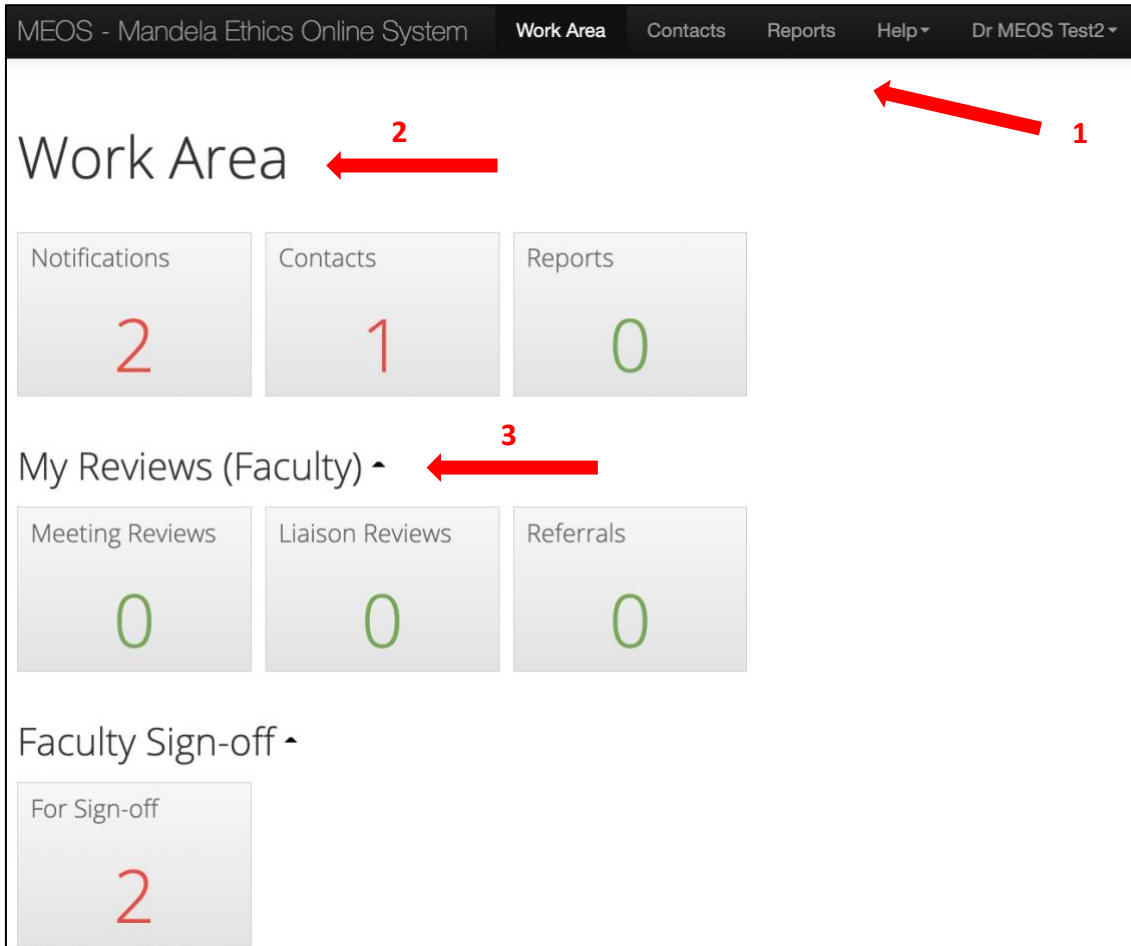 MEOS - Mandela Ethics Online System Work Area Contacts Reports Help Dr MEOS Test2
1
2
Work Area
Notifications Contacts Reports
2 1 0
3
My Reviews (Faculty)
Meeting Reviews Liaison Reviews Referrals
0 0 0
Faculty Sign-off
For Sign-off
2